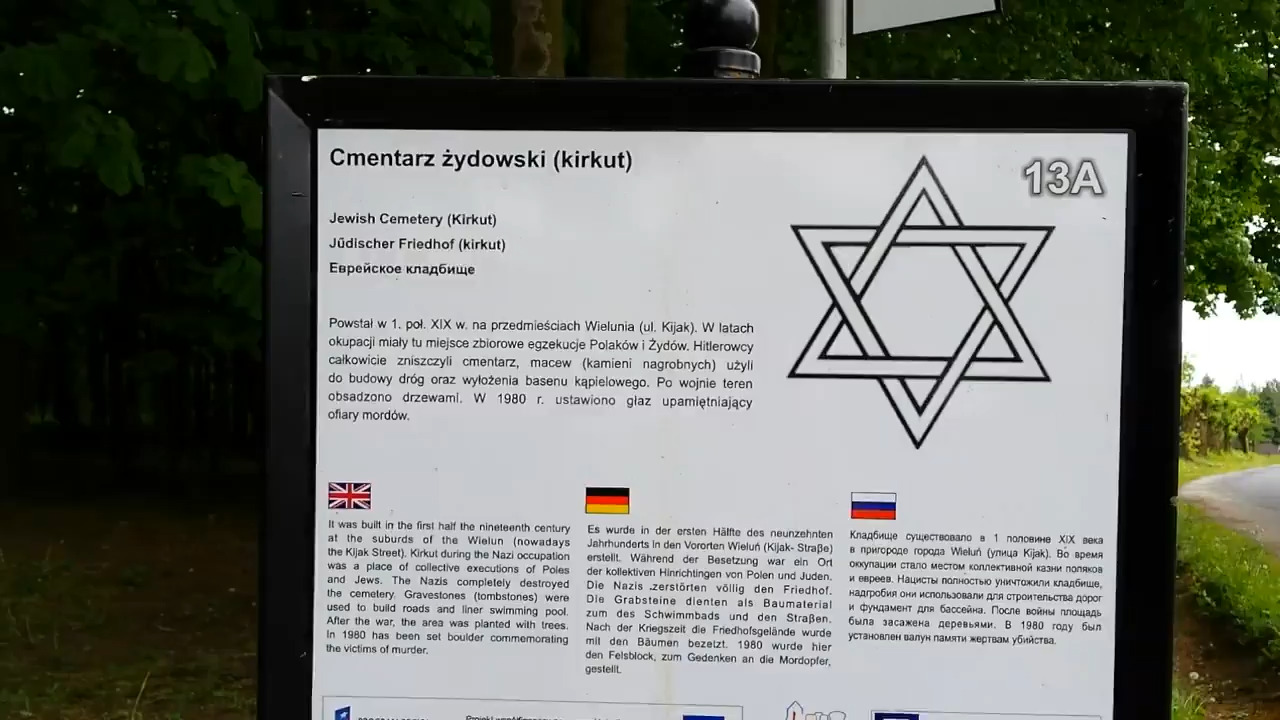 Cmentarz żydowski (kirkut)
13A
Jewish Cemetery (Kirkut)
Jűdischer Friedhof (kirkut)
Еврейское кладбище
Powstał w 1. poł. XIX w. na przedmieściach Wielunia (ul. Kijak). W latach
okupacji miały tu miejsce zbiorowe egzekucje Polaków i Żydów. Hitlerowcy
całkowicie zniszczyli cmentarz, macew (kamieni nagrobnych) użyli
do budowy dróg oraz wyłożenia basenu kąpielowego. Po wojnie teren
obsadzono drzewami. W 1980 r. ustawiono głaz upamiętniający
ofiary mordów.
It was built in the first half the nineteenth century
at the suburds of the Wielun (nowadays
the Kijak Street). Kirkut during the Nazi occupation
was a place of collective executions of Poles
and Jews. The Nazis completely destroyed
the cemetery. Gravestones (tombstones) were
used to build roads and liner swimming pool.
After the war, the area was planted with trees.
In 1980 has been set boulder commemorating
the victims of murder.
Es wurde in der ersten Hälfte des neunzehnten
Jahrhunderts in den Vororten Wieluń (Kijak- Straβe)
erstellt. Während der Besetzung war ein Ort
der kollektiven Hinrichtingen von Polen und Juden.
Die Nazis zerstörten völlig den Friedhof.
Die Grabsteine dienten als Baumaterial
zum des Schwimmbads und den Straβen.
Nach der Kriegszeit die Friedhofsgelände wurde
mit den Bäumen bezetzt. 1980 wurde hier
den Felsblock, zum Gedenken an die Mordopfer,
gestellt.
Кладбище существовало в 1 половине XIX века
в пригороде города Wieluń (улица Kijak). Во время
оккупации стало местом коллективной казни поляков
и евреев. Нацисты полностью уничтожили кладбище,
надгробия они использовали для строительства дорог
и фундамент для бассейна. После войны площадь
была засажена деревьями. В 1980 году был
установлен валун памяти жертвам убийства.